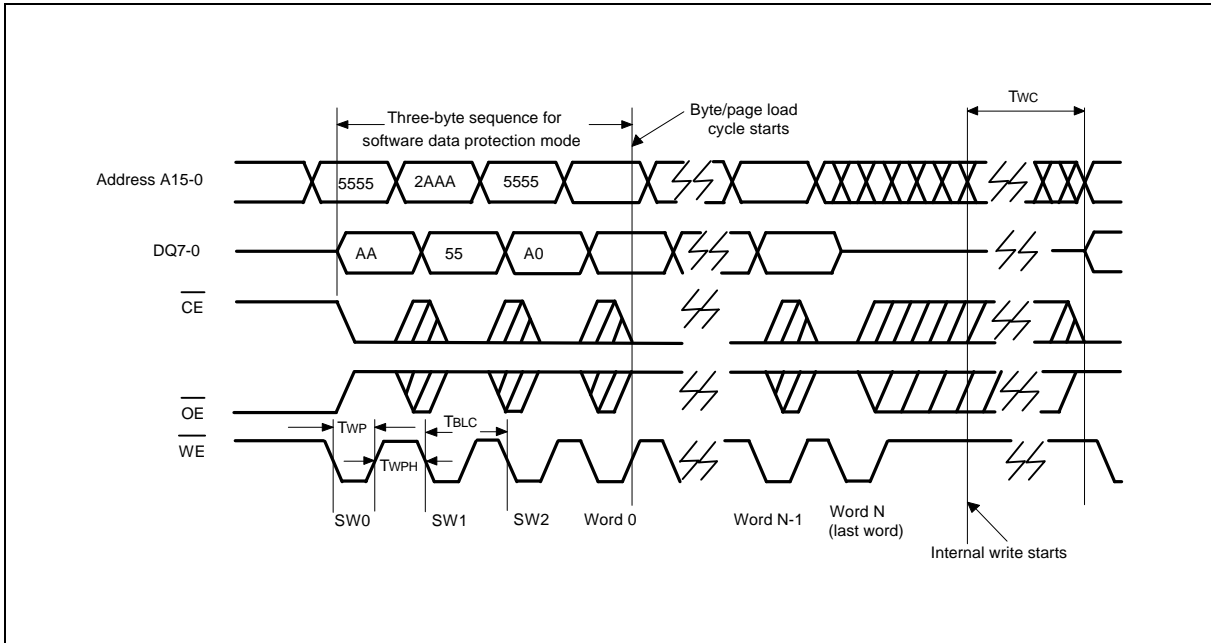 Three-byte sequence for
software data protection mode
Byte/page load
cycle starts
TWC
Address A15-0
5555
2AAA
5555
DQ7-0
AA
55
A0
CE
OE
TWP
TBLC
WE
TWPH
SW0
SW1
SW2
Word 0
Word N-1
Word N
(last word)
Internal write starts